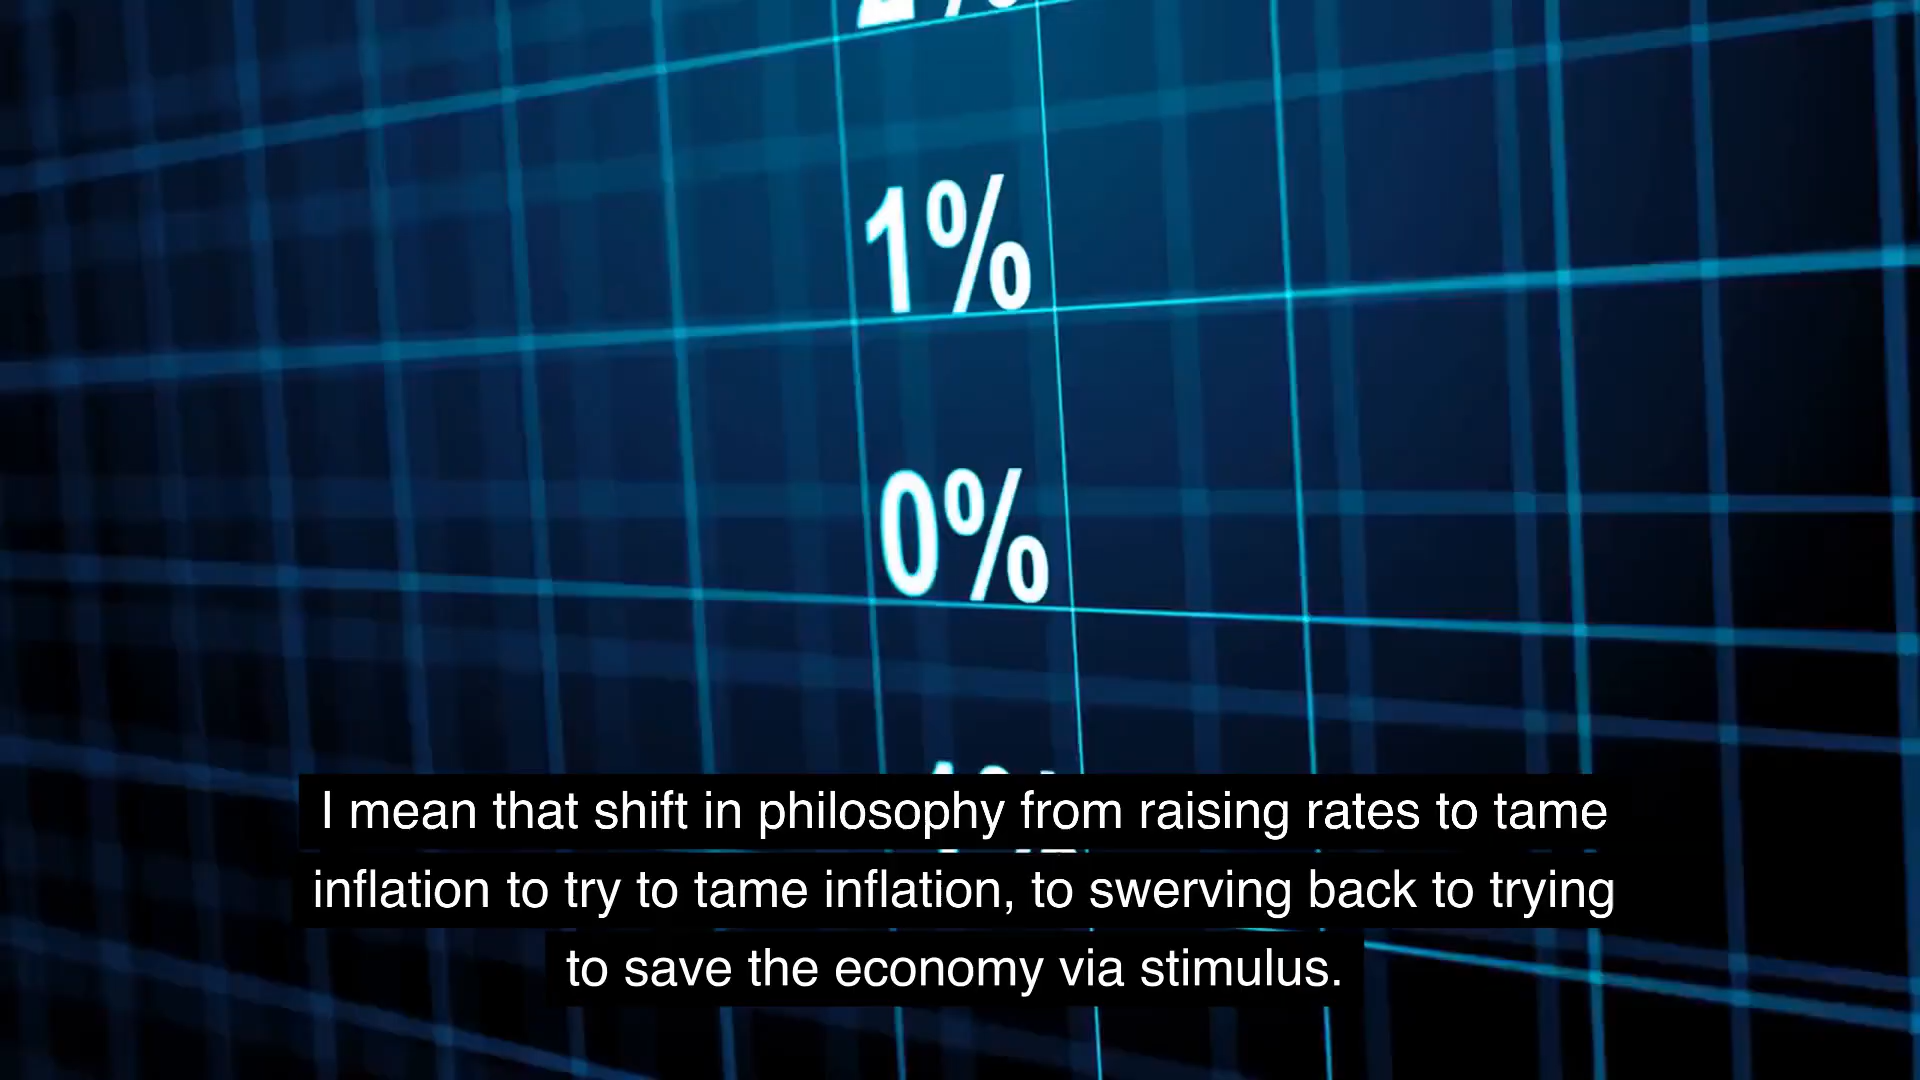 1%
0%
I mean that shift in philosophy from raising rates to tame
inflation to try to tame inflation, to swerving back to trying
to save the economy via stimulus.